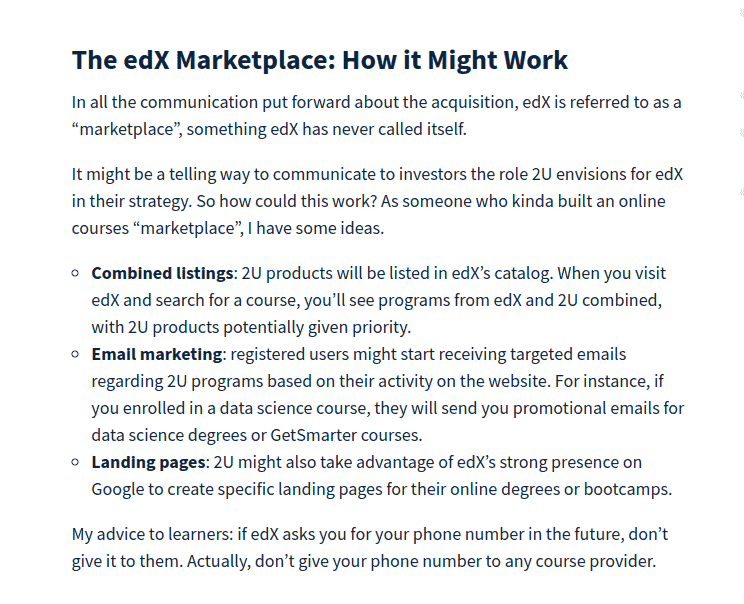 The edX Marketplace: How it Might Work
In all the communication put forward about the acquisition, edX is referred to as a
“marketplace”, something edX has never called itself.
It might be a telling way to communicate to investors the role 2U envisions for edX
in their strategy. So how could this work? As someone who kinda built an online
courses “marketplace”, I have some ideas.
Combined listings: 2U products will be listed in edX’s catalog. When you visit
edX and search for a course, you’ll see programs from edX and 2U combined,
with 2U products potentially given priority.
Email marketing: registered users might start receiving targeted emails
regarding 2U programs based on their activity on the website. For instance, if
you enrolled in a data science course, they will send you promotional emails for
data science degrees or GetSmarter courses.
Landing pages: 2U might also take advantage of edX’s strong presence on
Google to create specific landing pages for their online degrees or bootcamps.
My advice to learners: if edX asks you for your phone number in the future, don’t
give it to them. Actually, don’t give your phone number to any course provider.